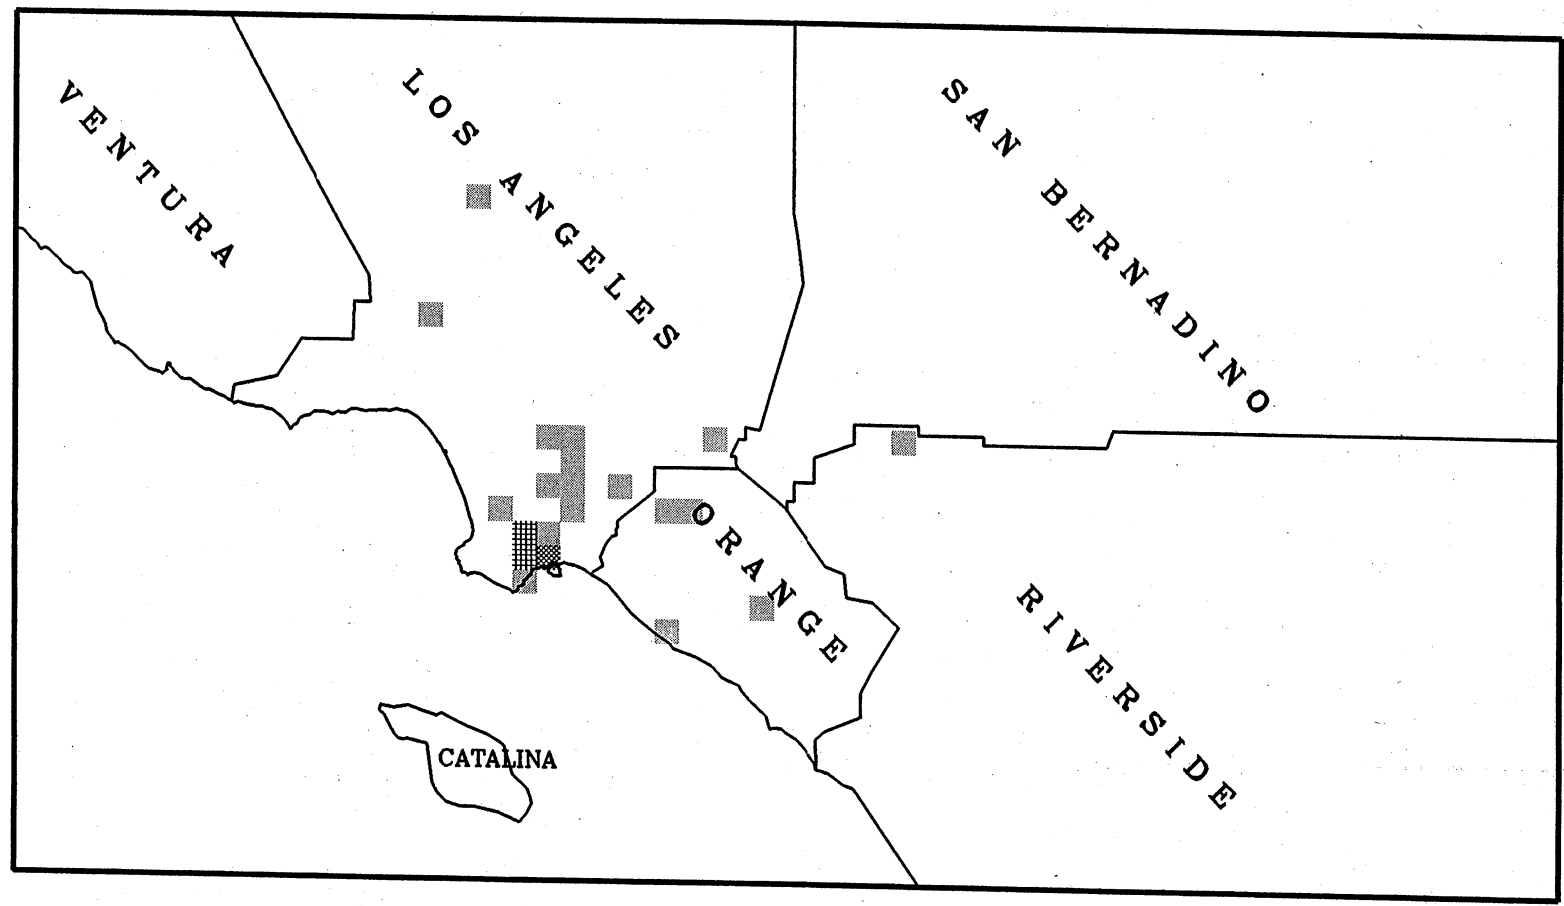 VENTURA
LOS ANGELES
SAN BERNADINO
ORANGE
RIVERSIDE
CATALINA